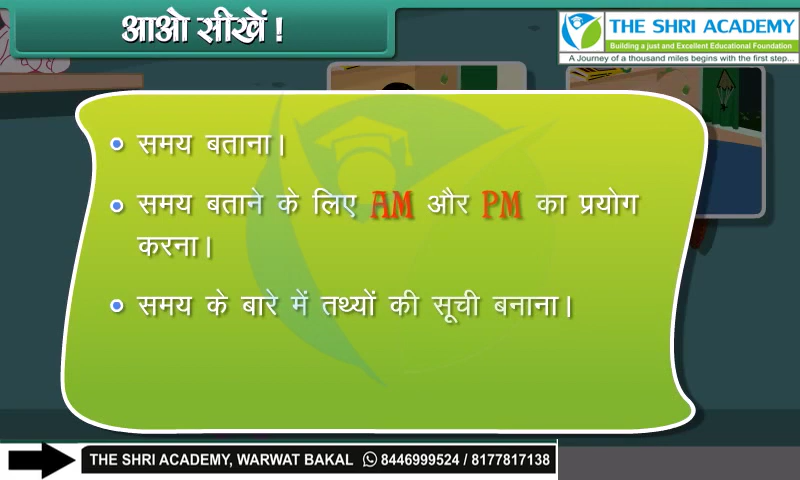 आओ सीखें!
THE SHRI ACADEMY
Building a just and Excellent Educational Foundation
A Journey of a thousand miles begins with the first step...
समय बताना।
समय बताने के लिए AM और PM का प्रयोग
करना।
समय के बारे में तथ्यों की सूची बनाना।
THE SHRI ACADEMY, WARWAT BAKAL 8446999524 / 8177817138